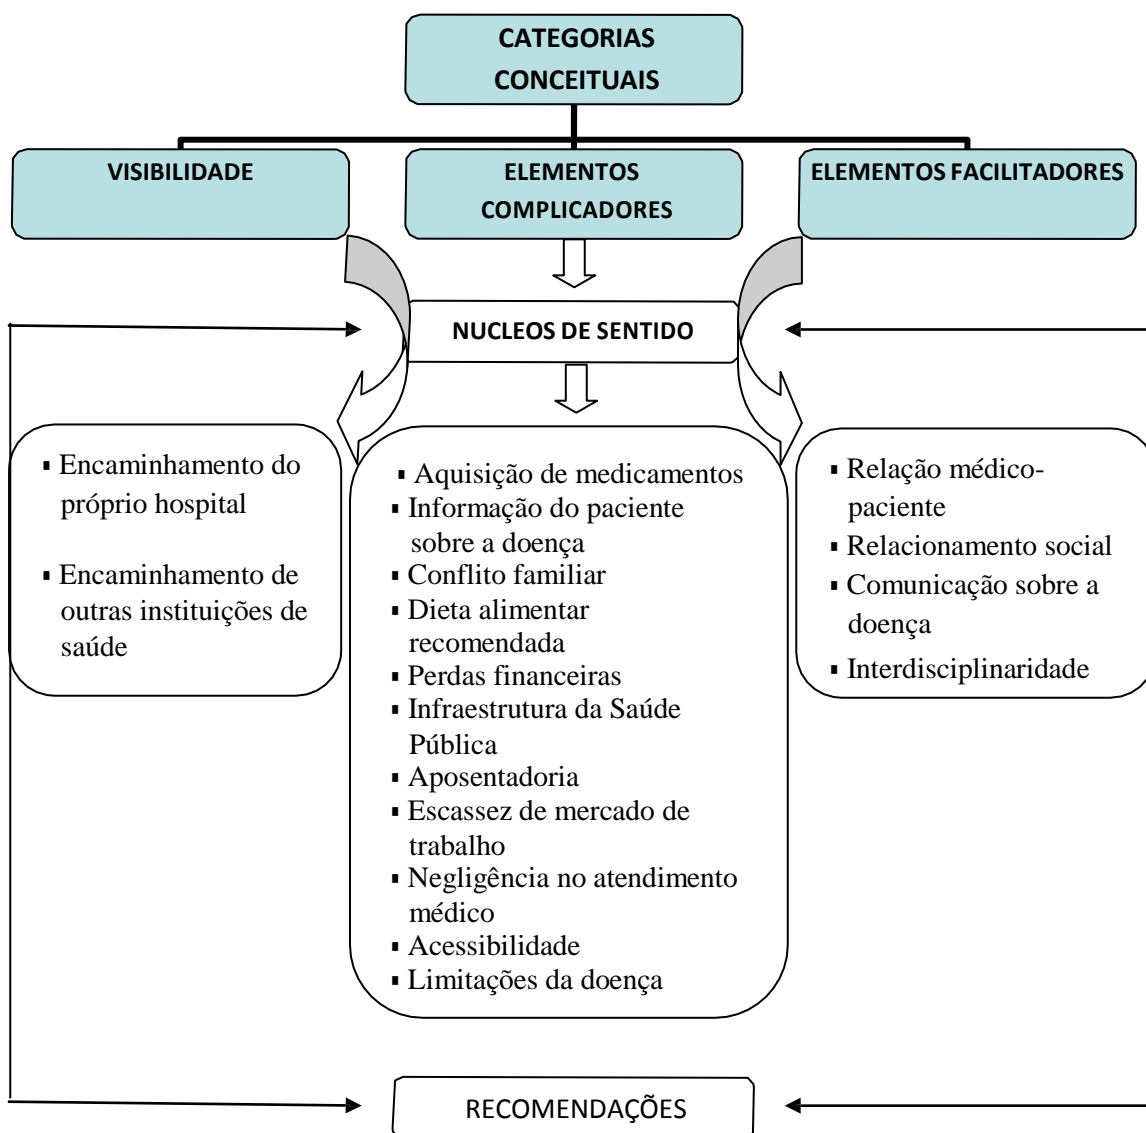 CATEGORIAS
CONCEITUAIS
VISIBILIDADE
ELEMENTOS
COMPLICADORES
ELEMENTOS FACILITADORES
NUCLEOS DE SENTIDO
▪ Encaminhamento do
próprio hospital
▪ Encaminhamento de
outras instituições de
saúde
▪ Aquisição de medicamentos
▪ Informação do paciente
sobre a doença
▪ Conflito familiar
▪ Dieta alimentar
recomendada
▪ Perdas financeiras
▪ Infraestrutura da Saúde
Pública
▪ Aposentadoria
▪ Escassez de mercado de
trabalho
▪ Negligência no atendimento
médico
▪ Acessibilidade
▪ Limitações da doença
▪ Relação médico-
paciente
▪ Relacionamento social
▪ Comunicação sobre a
doença
▪ Interdisciplinaridade
RECOMENDAÇÕES